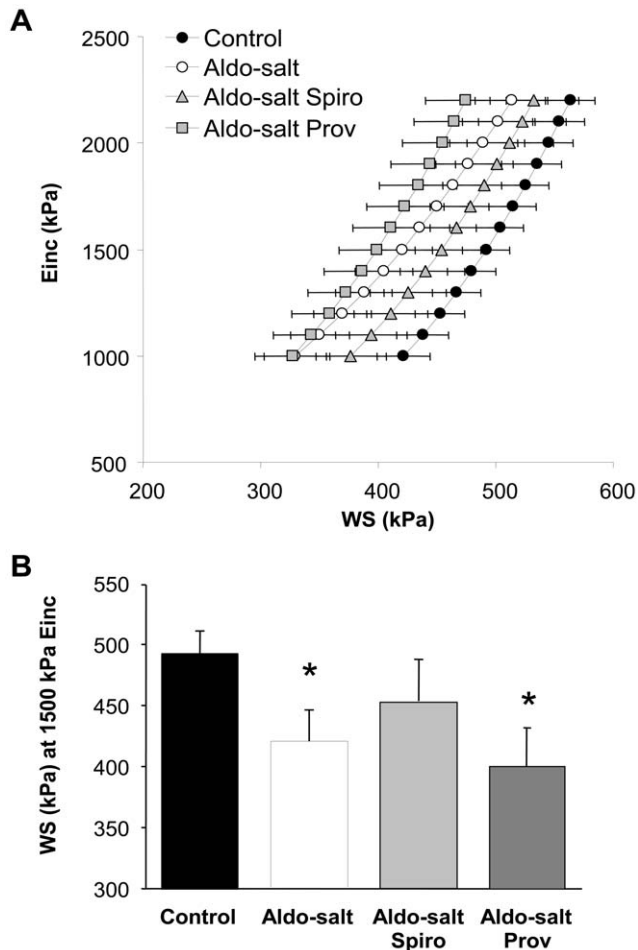 A
2500
2000
1500
1000
500
Einc (kPa)
Control
Aldo-salt
Aldo-salt Spiro
Aldo-salt Prov
200 300 400 500 600
WS (kPa)
B
550
500
450
400
350
300
WS (kPa) at 1500 kPa Einc
*
*
Control Aldo-salt Aldo-salt Aldo-salt
Spiro Prov